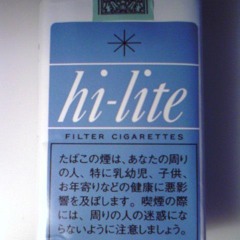 hi-lite
FILTER CIGARETTES
たばこの煙は、あなたの周り
の人、特に乳幼児、子供、
お年寄りなどの健康に悪影
響を及ぼします。喫煙の際
には、周りの人の迷惑にな
らないように注意しましょう。